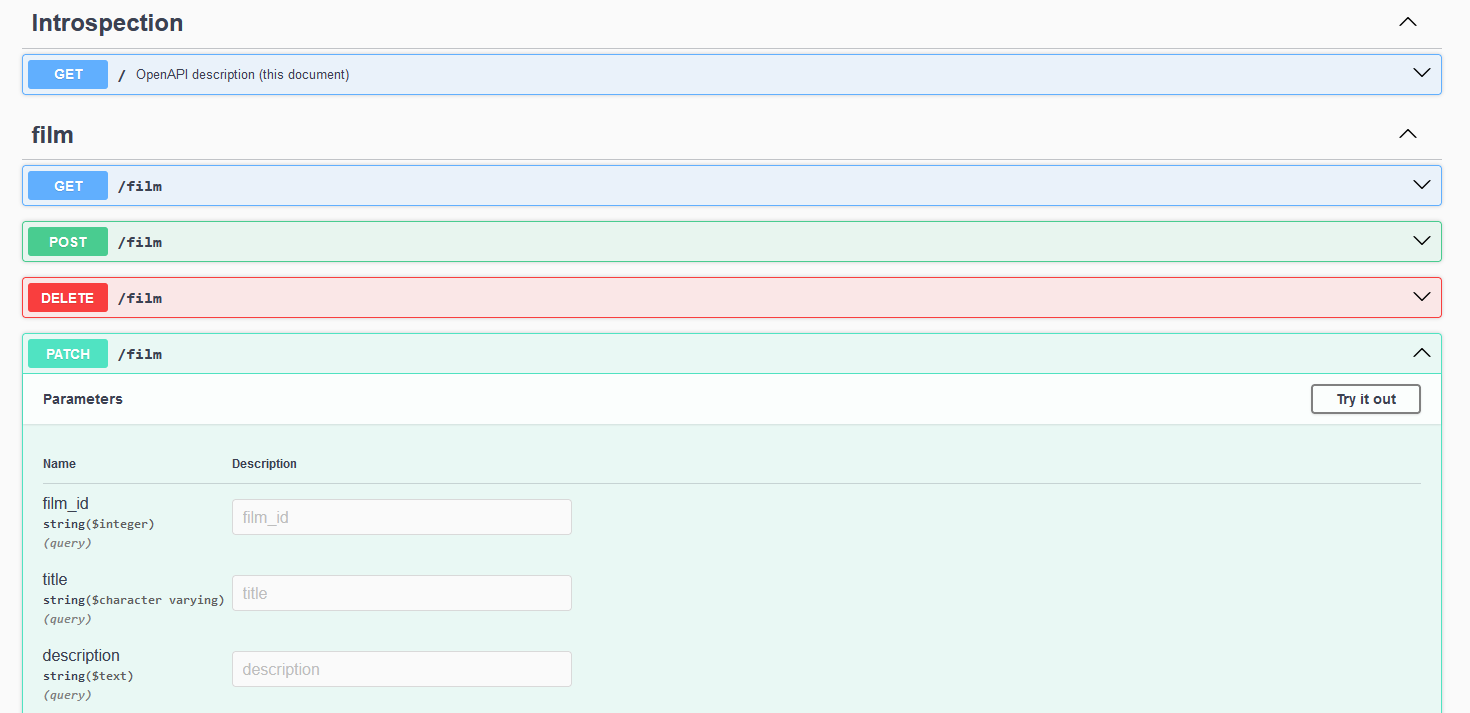 Introspection
GET / OpenAPI description (this document)
film
GET /film
POST /film
DELETE /film
PATCH /film
Parameters Try it out
Name Description
film_id
string($integer) film_id
(query)
title
string($character varying) title
(query)
description
string($text) description
(query)